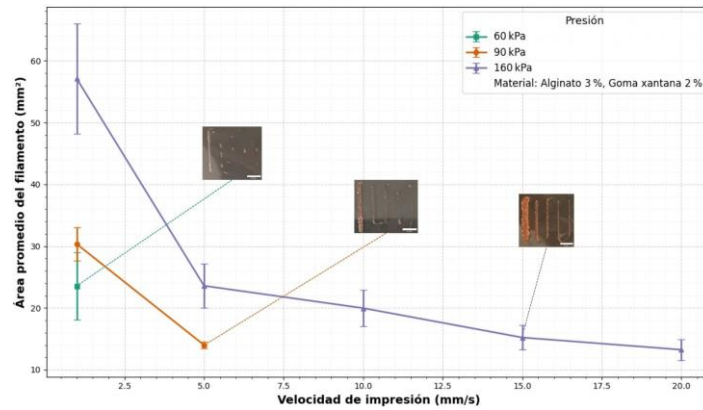 Presión
60 kPa
90 kPa
160 kPa
Material: Alginato 3 %, Goma xantana 2 %
Área promedio del filamento (mm²)
60
50
40
30
20
10
2.5
5.0
7.5
10.0
12.5
15.0
17.5
20.0
Velocidad de impresión (mm/s)